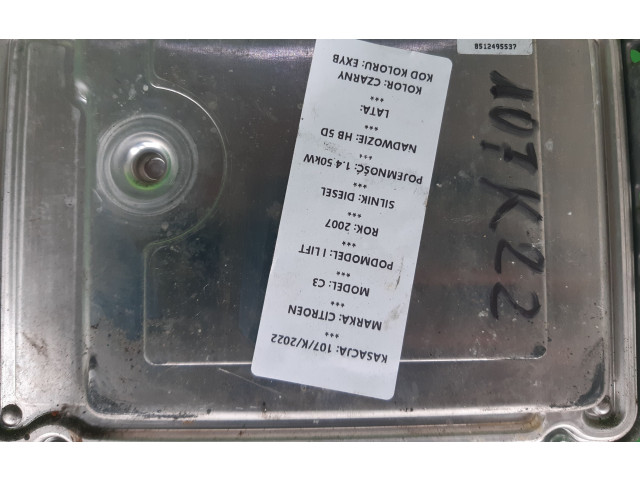 KASACJA: 107/K/2022
***
MARKA: CITROEN
***
MODEL: C3
***
PODMODEL: I LIFT
***
ROK: 2007
***
SILNIK: DIESEL
***
POJEMNOŚĆ: 1.4 50KW
***
NADWOZIE: HB 5D
***
LATA:
***
KOLOR: CZARNY
KOD KOLORU: EXYB
8512495537
107K22